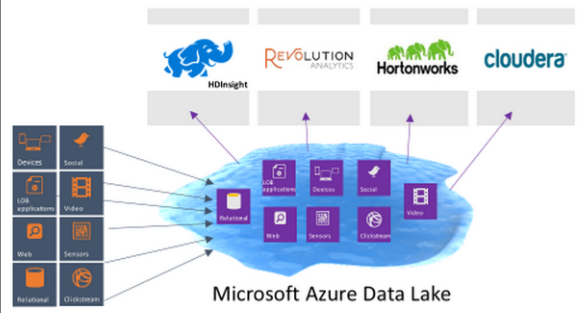 HDInsight
REVOLUTION
ANALYTICS
Hortonworks
cloudera
Devices
Social
LOB
applications
Video
Web
Sensors
Relational
Clickstream
Relational
LOB
applications
Devices
Social
Video
Web
Sensors
Clickstream
Microsoft Azure Data Lake